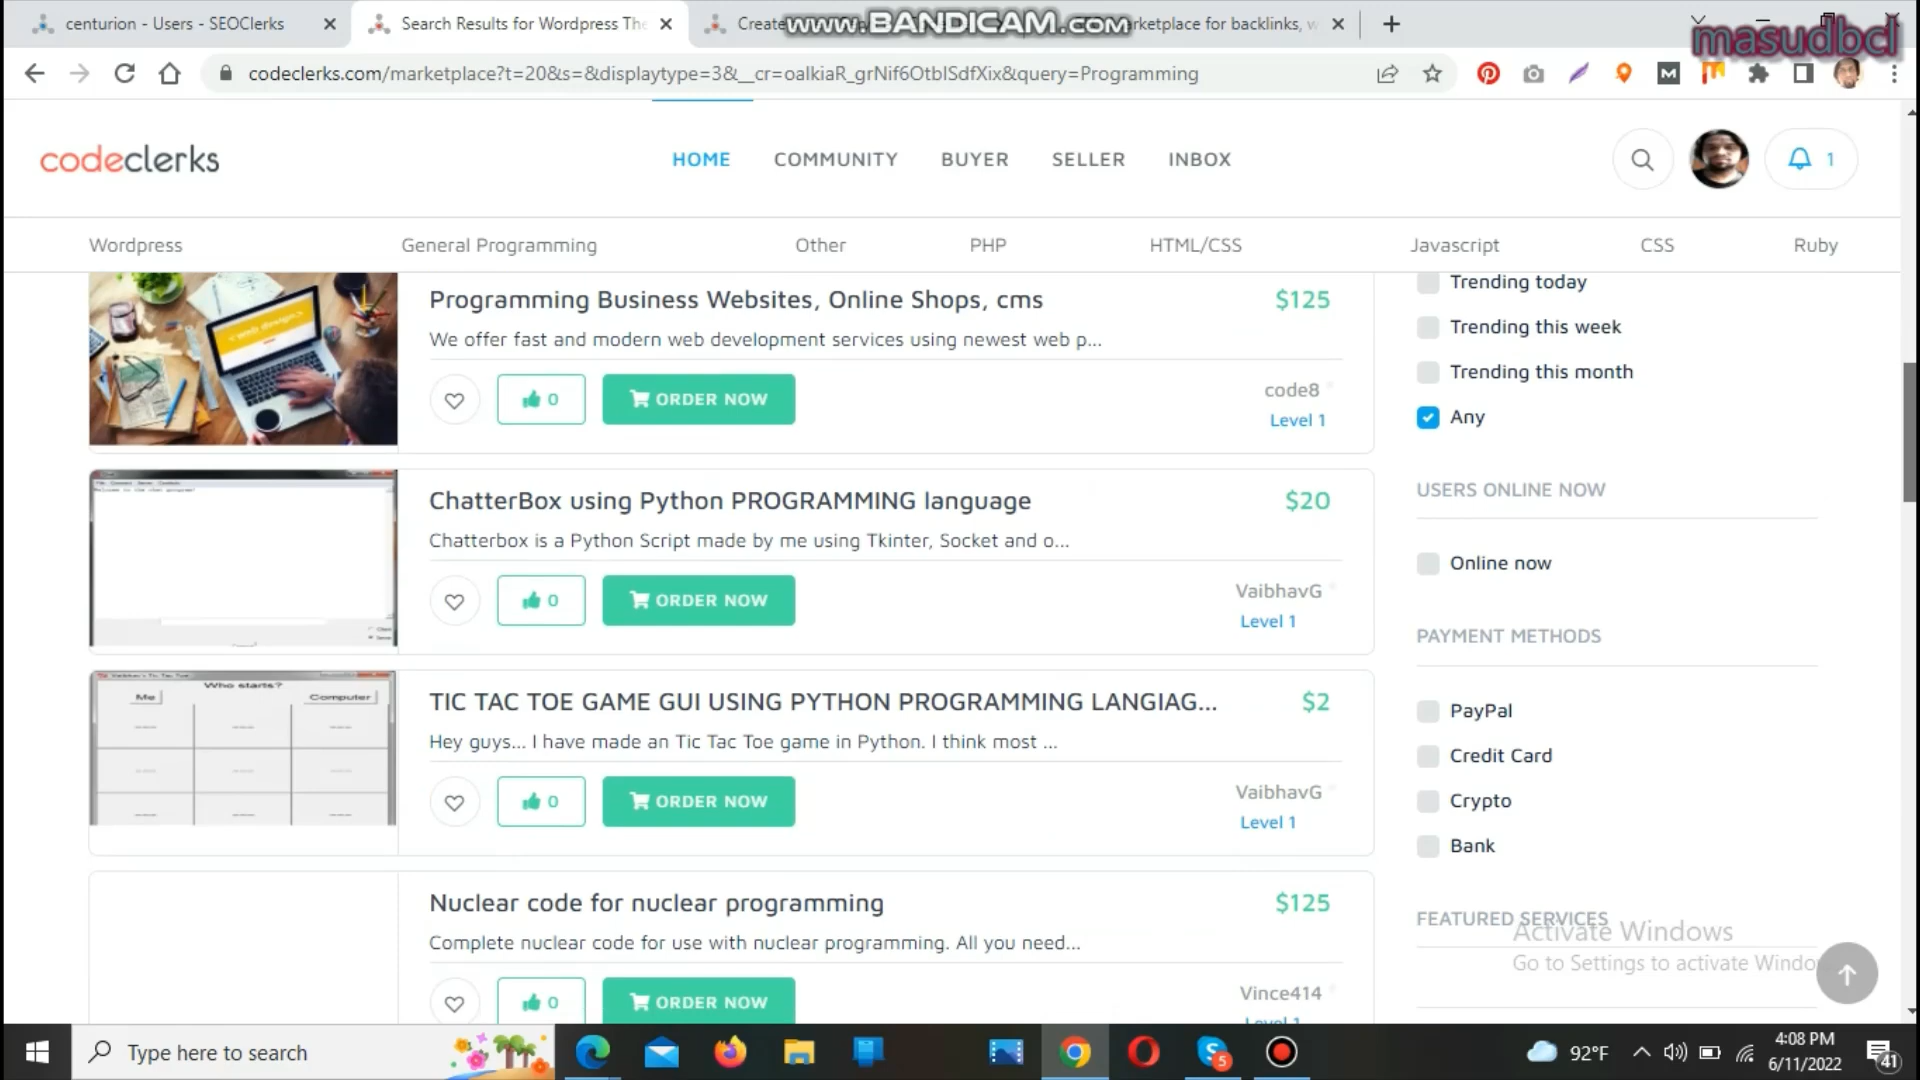 centurion - Users - SEOClerks
Search Results for Wordpress The
Create
www.BANDICAM.com
rketplace for backlinks, w
masudbcl
codeclerks.com/marketplace?t=20&s=&displaytype=3&__cr=oaIkiaR_grNif6OtbISdfXix&query=Programming
codeclerks
HOME
COMMUNITY
BUYER
SELLER
INBOX
1
Wordpress
General Programming
Other
PHP
HTML/CSS
Javascript
CSS
Ruby
Programming Business Websites, Online Shops, cms
$125
We offer fast and modern web development services using newest web p...
0
ORDER NOW
code8
Level 1
ChatterBox using Python PROGRAMMING language
$20
Chatterbox is a Python Script made by me using Tkinter, Socket and o...
0
ORDER NOW
VaibhavG
Level 1
Who starts?
Me
Computer
TIC TAC TOE GAME GUI USING PYTHON PROGRAMMING LANGIAG...
$2
Hey guys... I have made an Tic Tac Toe game in Python. I think most ...
0
ORDER NOW
VaibhavG
Level 1
Nuclear code for nuclear programming
$125
Complete nuclear code for use with nuclear programming. All you need...
0
ORDER NOW
Vince414
Level 1
Trending today
Trending this week
Trending this month
Any
USERS ONLINE NOW
Online now
PAYMENT METHODS
PayPal
Credit Card
Crypto
Bank
FEATURED SERVICES
Activate Windows
Go to Settings to activate Windo
Type here to search
5
92°F
4:08 PM
6/11/2022
41